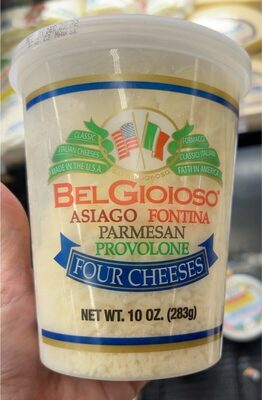 CLASSIC
ITALIAN CHEESES
MADE IN THE U.S.A
FORMAGGI
CLASSICI ITALIANI
FATTI IN AMERICA
BELGIOIOSO®
ASIAGO FONTINA
PARMESAN
PROVOLONE
FOUR CHEESES
NET WT. 10 OZ. (283g)